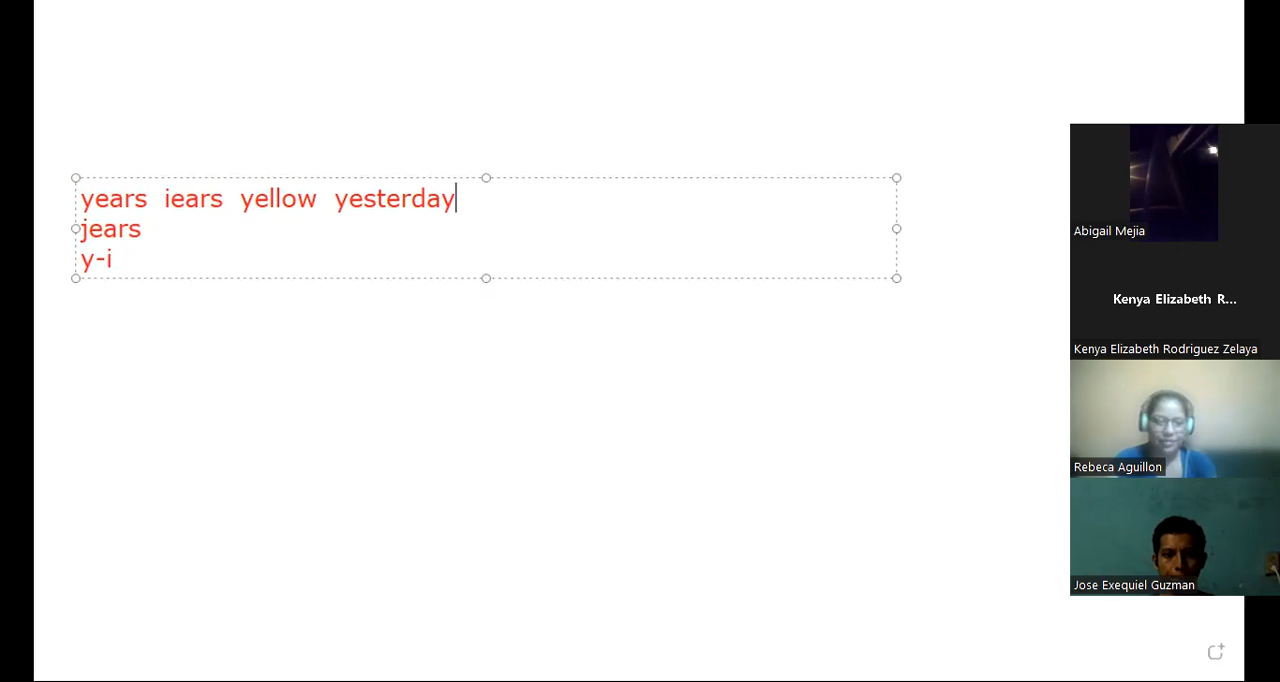 years iears yellow yesterday
jears
y-i
Abigail Mejia
Kenya Elizabeth R...
Kenya Elizabeth Rodriguez Zelaya
Rebeca Aguillon
Jose Exequiel Guzman